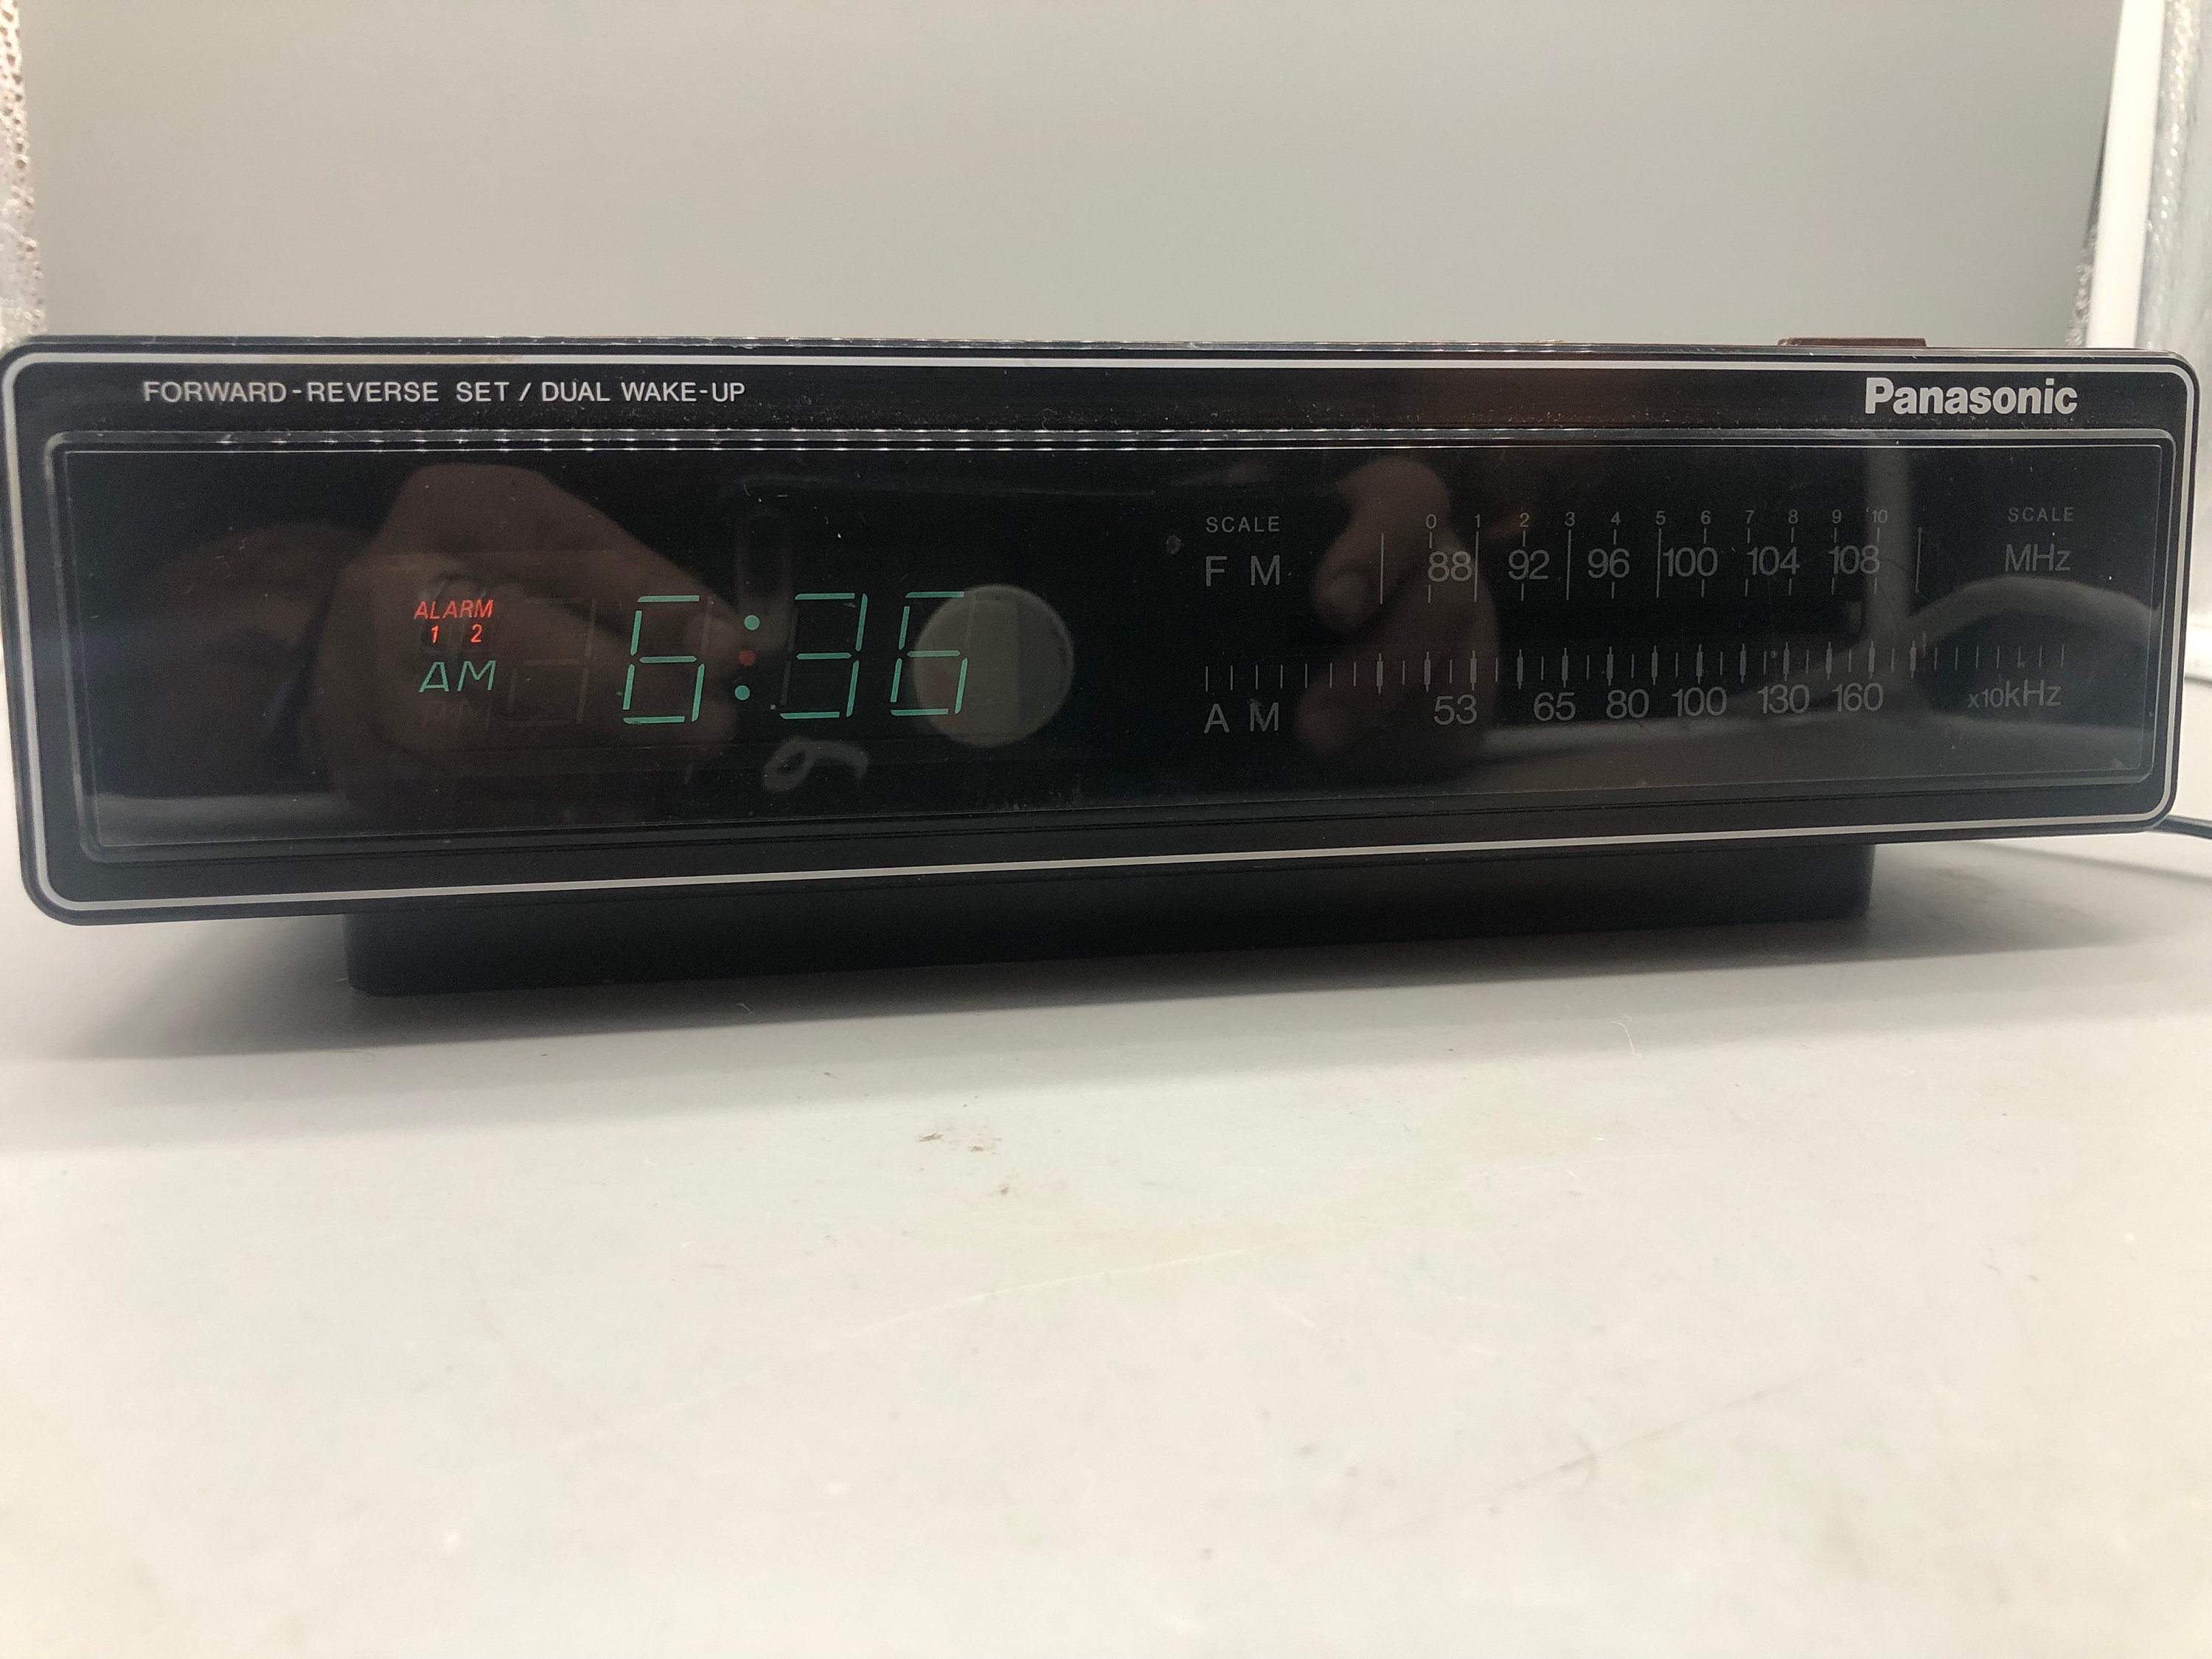 FORWARD-REVERSE SET / DUAL WAKE-UP
Panasonic
ALARM
1 2
AM
6:36
SCALE 0 1 2 3 4 5 6 7 8 9 10 SCALE
FM 88 92 96 100 104 108 MHz
AM 53 65 80 100 130 160 x10kHz